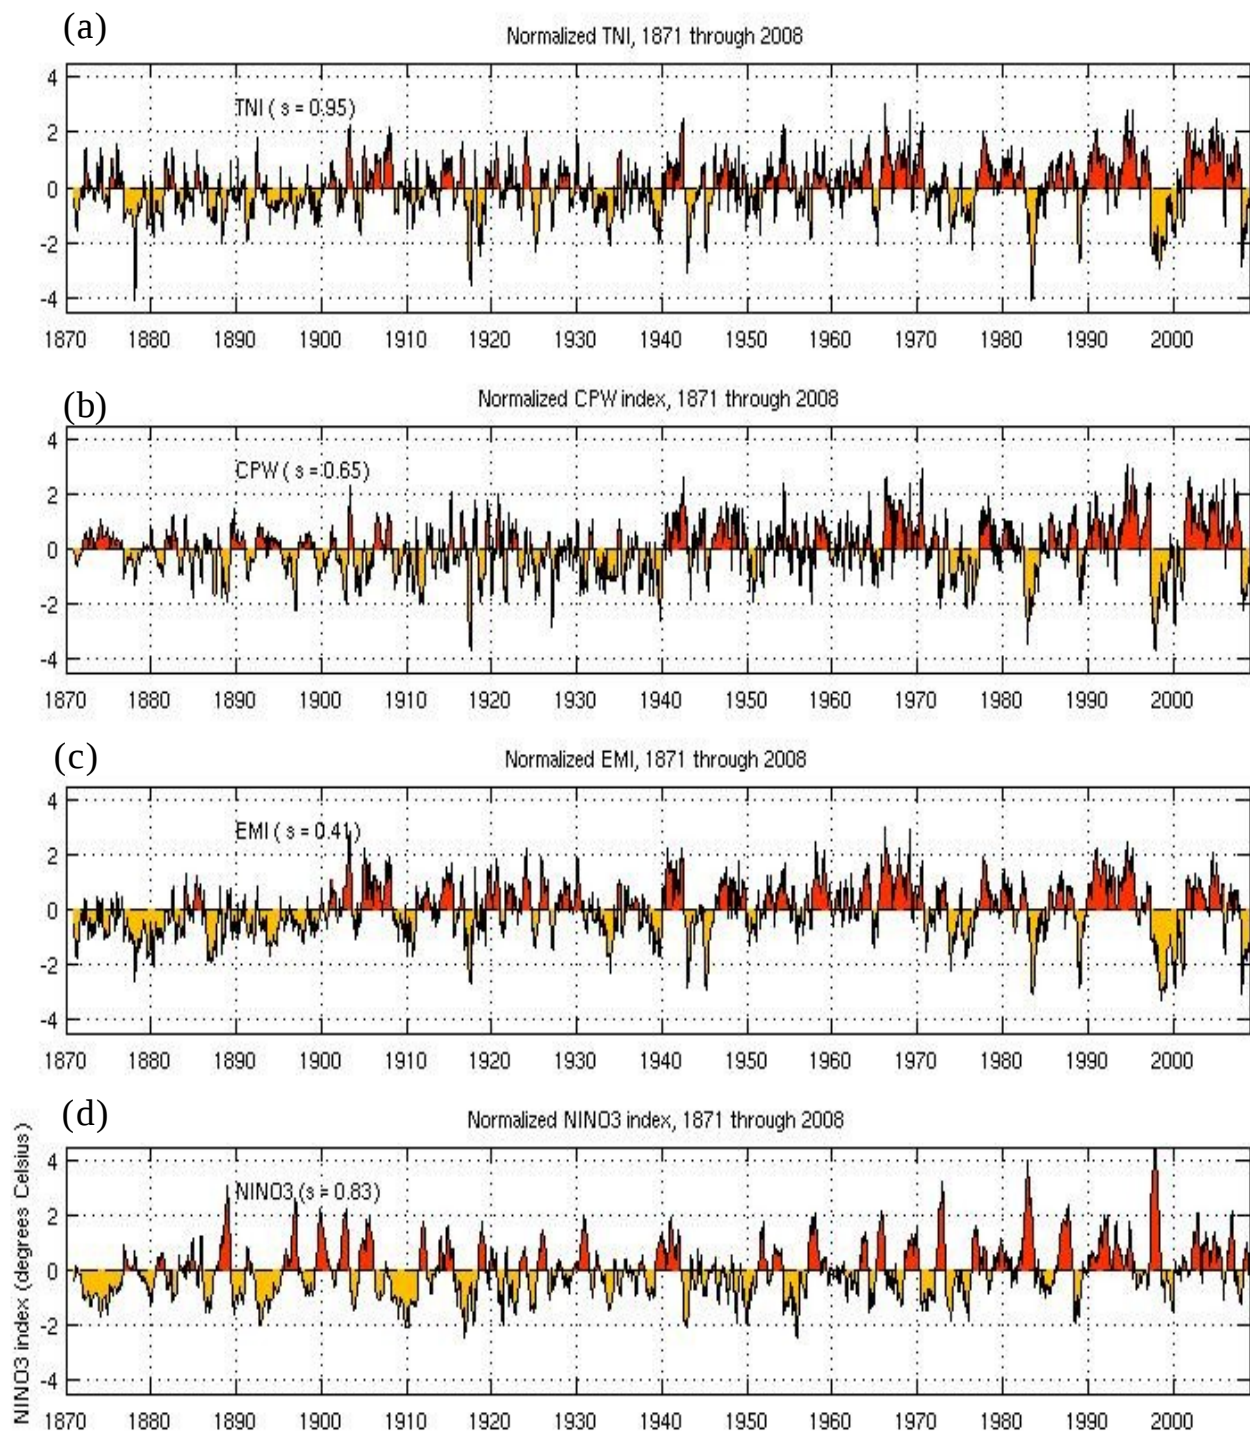 (a)
Normalized TNI, 1871 through 2008
TNI ( s = 0.95)
4
2
0
-2
-4
1870 1880 1890 1900 1910 1920 1930 1940 1950 1960 1970 1980 1990 2000
(b)
Normalized CPW index, 1871 through 2008
CPW ( s = 0.65)
4
2
0
-2
-4
1870 1880 1890 1900 1910 1920 1930 1940 1950 1960 1970 1980 1990 2000
(c)
Normalized EMI, 1871 through 2008
EMI ( s = 0.41)
4
2
0
-2
-4
1870 1880 1890 1900 1910 1920 1930 1940 1950 1960 1970 1980 1990 2000
(d)
Normalized NINO3 index, 1871 through 2008
NINO3 (s = 0.83)
NINO3 index (degrees Celsius)
4
2
0
-2
-4
1870 1880 1890 1900 1910 1920 1930 1940 1950 1960 1970 1980 1990 2000